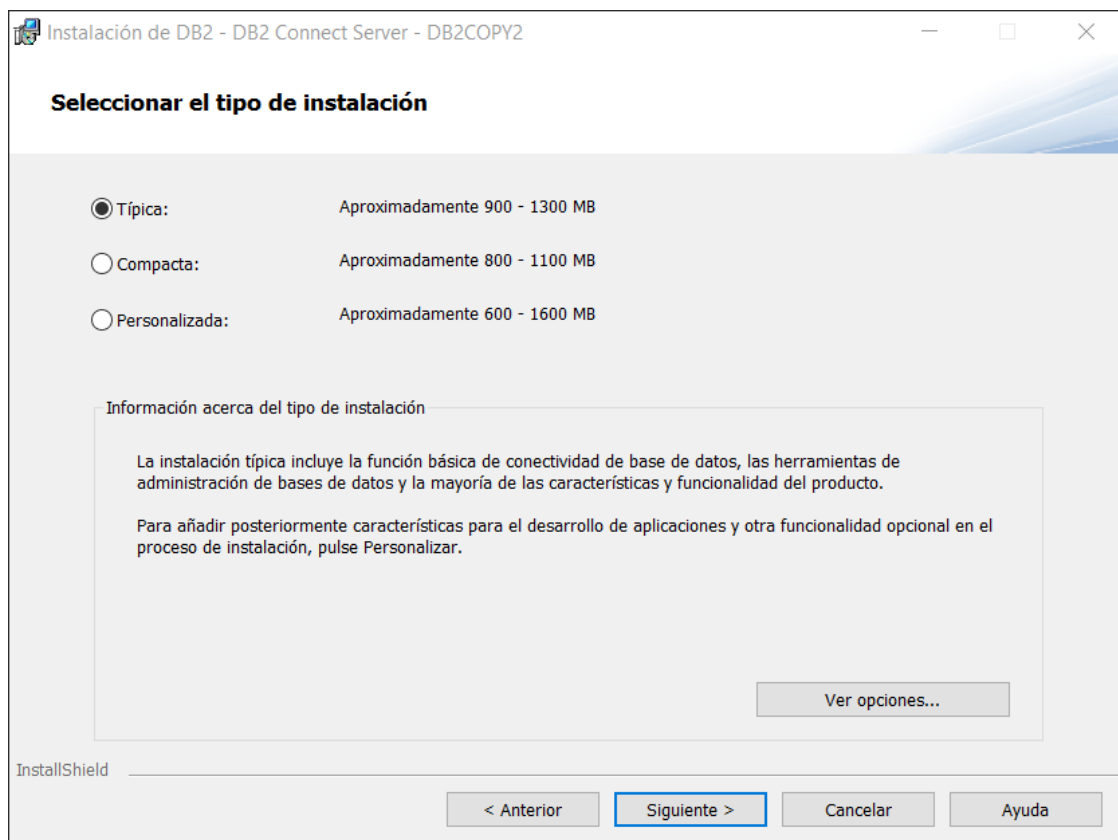 Instalación de DB2 - DB2 Connect Server - DB2COPY2
Seleccionar el tipo de instalación
Típica: Aproximadamente 900 - 1300 MB
Compacta: Aproximadamente 800 - 1100 MB
Personalizada: Aproximadamente 600 - 1600 MB
Información acerca del tipo de instalación
La instalación típica incluye la función básica de conectividad de base de datos, las herramientas de
administración de bases de datos y la mayoría de las características y funcionalidad del producto.
Para añadir posteriormente características para el desarrollo de aplicaciones y otra funcionalidad opcional en el
proceso de instalación, pulse Personalizar.
Ver opciones...
InstallShield
< Anterior Siguiente > Cancelar Ayuda